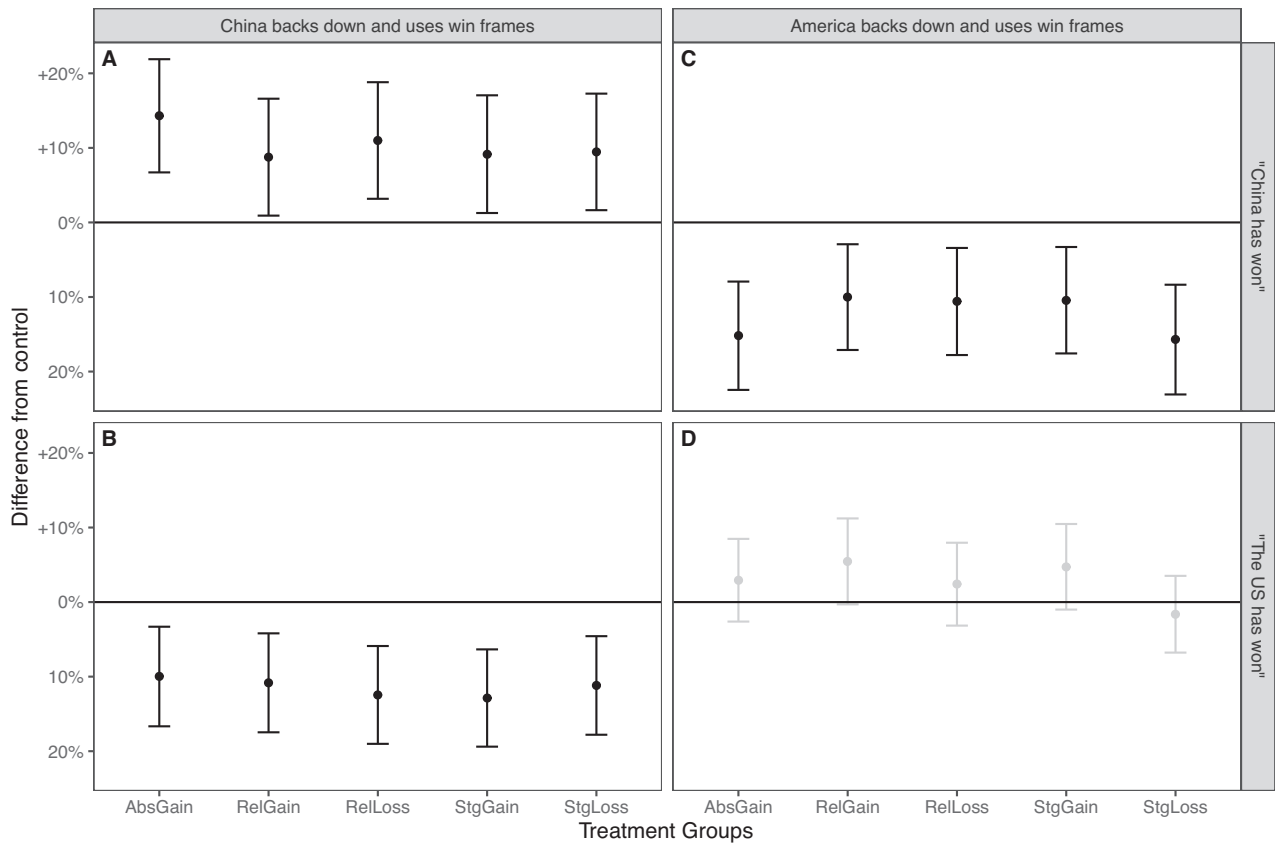 China backs down and uses win frames
America backs down and uses win frames
A
C
+20%
+10%
0%
10%
20%
"China has won"
Difference from control
B
D
+20%
+10%
0%
10%
20%
"The US has won"
AbsGain RelGain RelLoss StgGain StgLoss
AbsGain RelGain RelLoss StgGain StgLoss
Treatment Groups